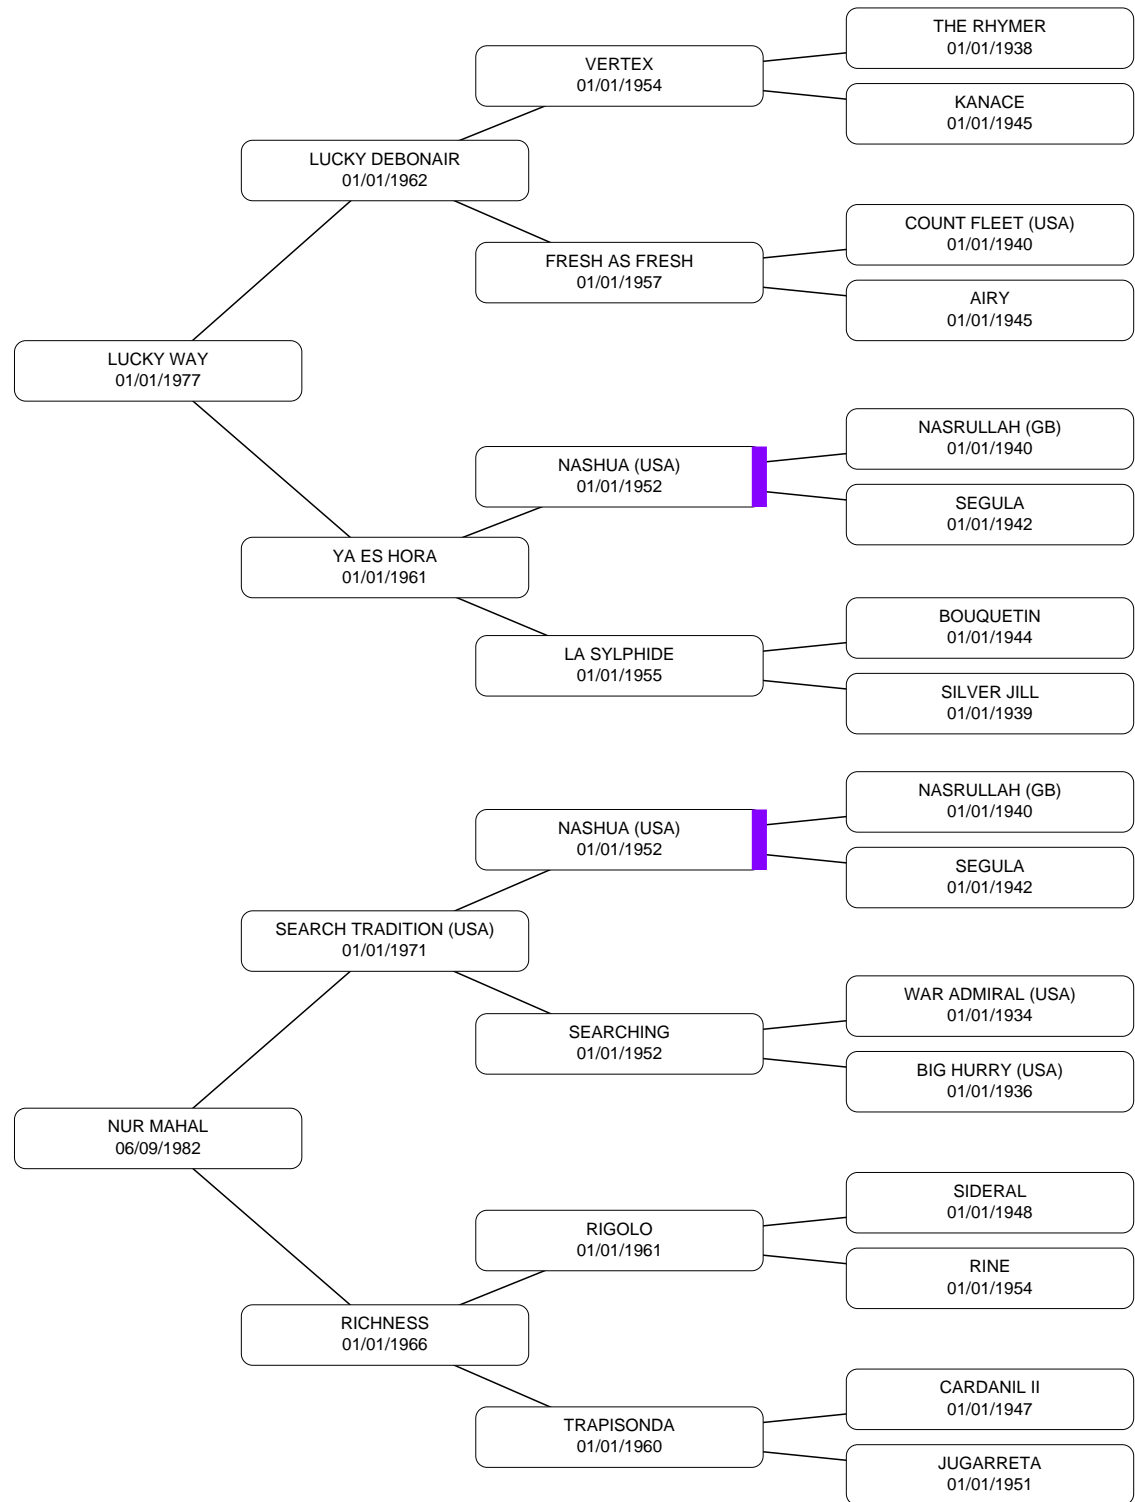 THE RHYMER
01/01/1938
VERTEX
01/01/1954
KANACE
01/01/1945
LUCKY DEBONAIR
01/01/1962
COUNT FLEET (USA)
01/01/1940
FRESH AS FRESH
01/01/1957
AIRY
01/01/1945
LUCKY WAY
01/01/1977
NASRULLAH (GB)
01/01/1940
NASHUA (USA)
01/01/1952
SEGULA
01/01/1942
YA ES HORA
01/01/1961
BOUQUETIN
01/01/1944
LA SYLPHIDE
01/01/1955
SILVER JILL
01/01/1939
NASRULLAH (GB)
01/01/1940
NASHUA (USA)
01/01/1952
SEGULA
01/01/1942
SEARCH TRADITION (USA)
01/01/1971
WAR ADMIRAL (USA)
01/01/1934
SEARCHING
01/01/1952
BIG HURRY (USA)
01/01/1936
NUR MAHAL
06/09/1982
SIDERAL
01/01/1948
RIGOLO
01/01/1961
RINE
01/01/1954
RICHNESS
01/01/1966
CARDANIL II
01/01/1947
TRAPISONDA
01/01/1960
JUGARRETA
01/01/1951